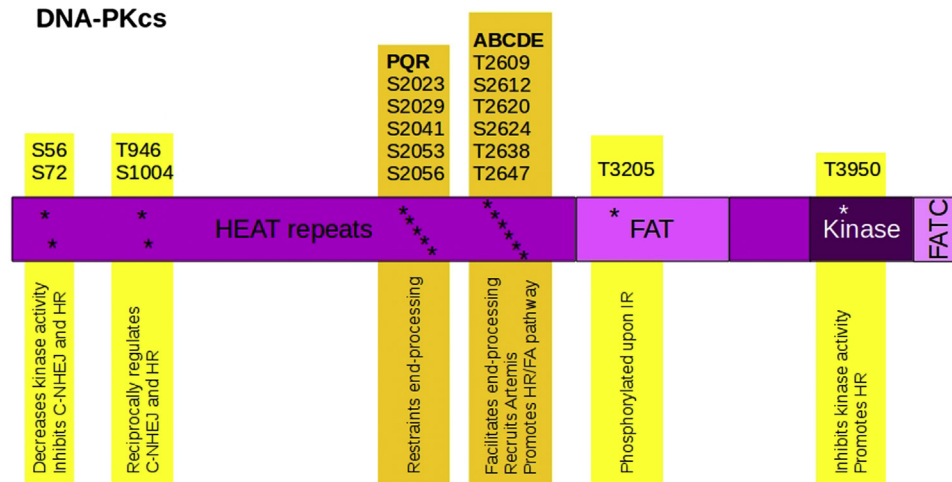 DNA-PKcs
S56
S72
T946
S1004
PQR
S2023
S2029
S2041
S2053
S2056
ABCDE
T2609
S2612
T2620
S2624
T2638
T2647
T3205
T3950
* * * * * * * * * * * * * * * * *
HEAT repeats
FAT
Kinase
FATC
Decreases kinase activity
Inhibits C-NHEJ and HR
Reciprocally regulates
C-NHEJ and HR
Restraints end-processing
Facilitates end-processing
Recruits Artemis
Promotes HR/FA pathway
Phosphorylated upon IR
Inhibits kinase activity
Promotes HR